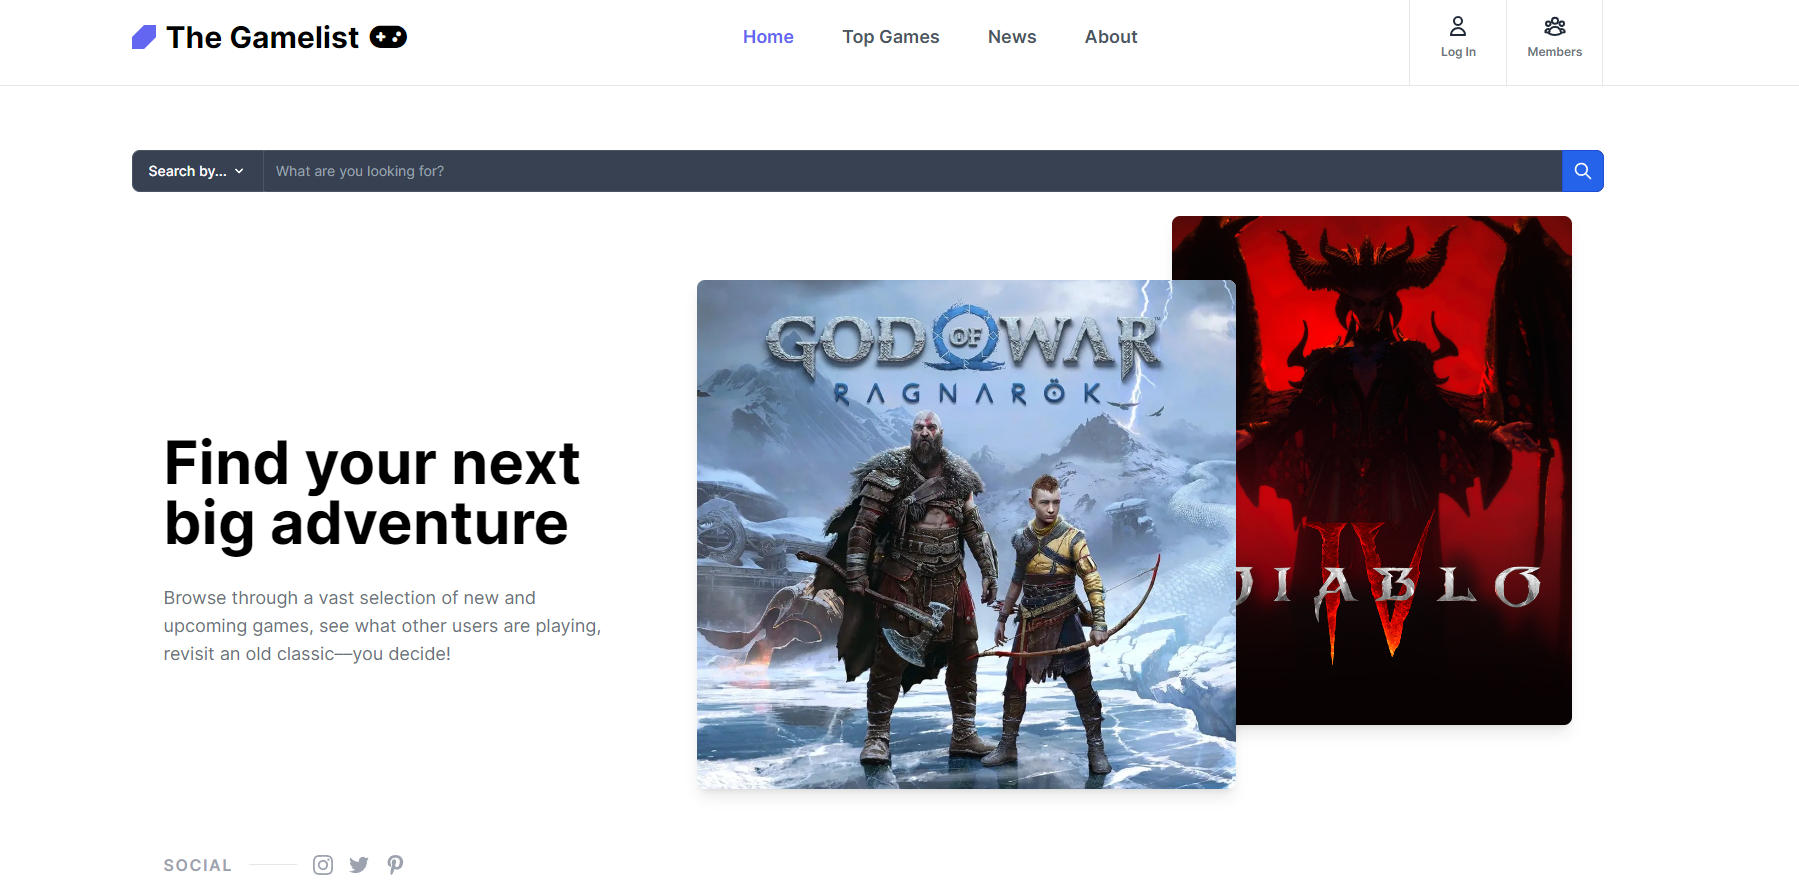 The Gamelist
Home
Top Games
News
About
Log In
Members
Search by...
What are you looking for?
GOD OF WAR
RAGNARÖK
DIABLO
IV
Find your next
big adventure
Browse through a vast selection of new and
upcoming games, see what other users are playing,
revisit an old classic—you decide!
SOCIAL